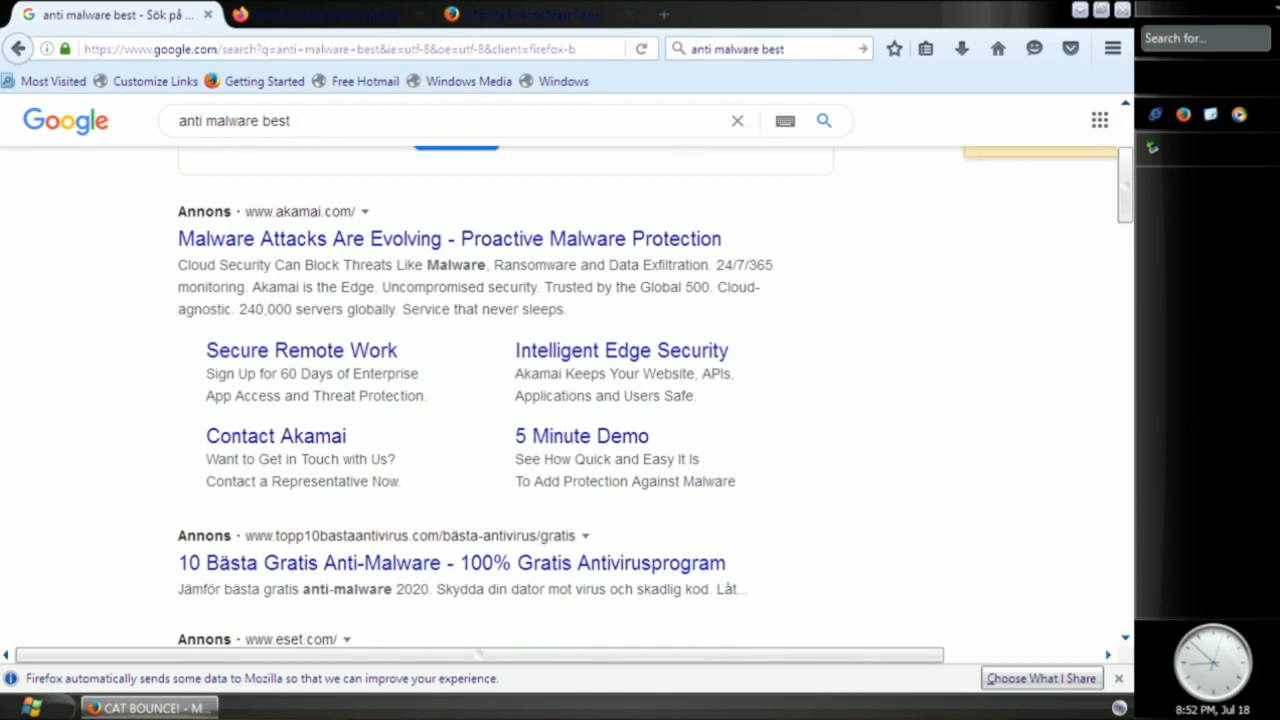 anti malware best - Sök på ...
Mozilla Firefox Start Page
https://www.google.com/search?q=anti+malware+best&ie=utf-8&oe=utf-8&client=firefox-b
anti malware best
Search for...
Most Visited
Customize Links
Getting Started
Free Hotmail
Windows Media
Windows
Google
anti malware best
Annons · www.akamai.com/
Malware Attacks Are Evolving - Proactive Malware Protection
Cloud Security Can Block Threats Like Malware, Ransomware and Data Exfiltration. 24/7/365
monitoring. Akamai is the Edge. Uncompromised security. Trusted by the Global 500. Cloud-
agnostic. 240,000 servers globally. Service that never sleeps.
Secure Remote Work
Sign Up for 60 Days of Enterprise
App Access and Threat Protection.
Intelligent Edge Security
Akamai Keeps Your Website, APIs,
Applications and Users Safe.
Contact Akamai
Want to Get in Touch with Us?
Contact a Representative Now.
5 Minute Demo
See How Quick and Easy It Is
To Add Protection Against Malware
Annons · www.topp10bastaantivirus.com/bästa-antivirus/gratis
10 Bästa Gratis Anti-Malware - 100% Gratis Antivirusprogram
Jämför bästa gratis anti-malware 2020. Skydda din dator mot virus och skadlig kod. Låt...
Annons · www.eset.com/
Firefox automatically sends some data to Mozilla so that we can improve your experience.
Choose What I Share
CAT BOUNCE! - M...
8:52 PM, Jul 18